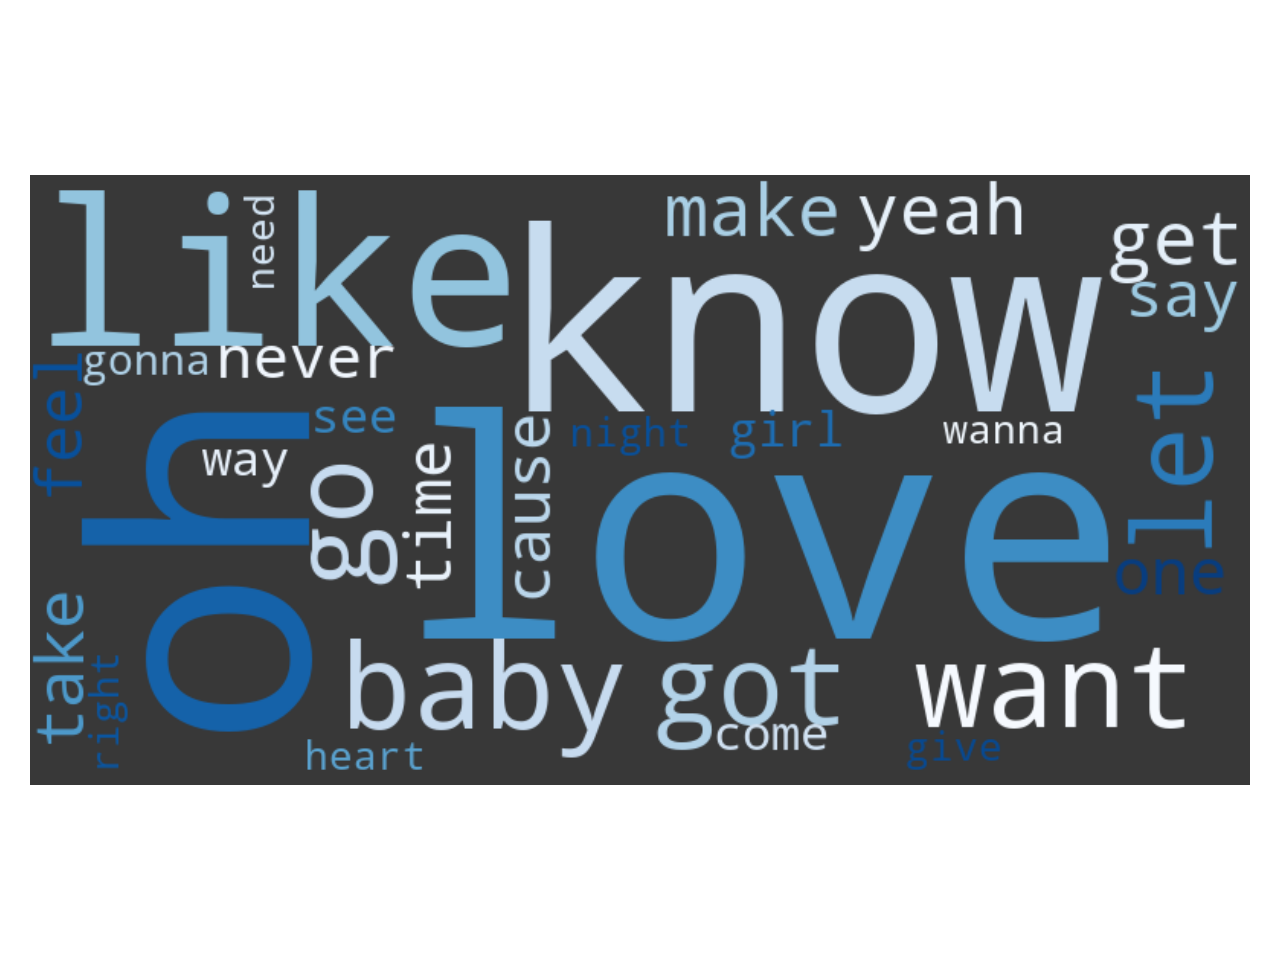 like
need
make
yeah
get
say
know
gonna
never
feel
see
way
oh
go
time
cause
night
girl
wanna
let
love
one
take
right
baby
got
want
come
heart
give